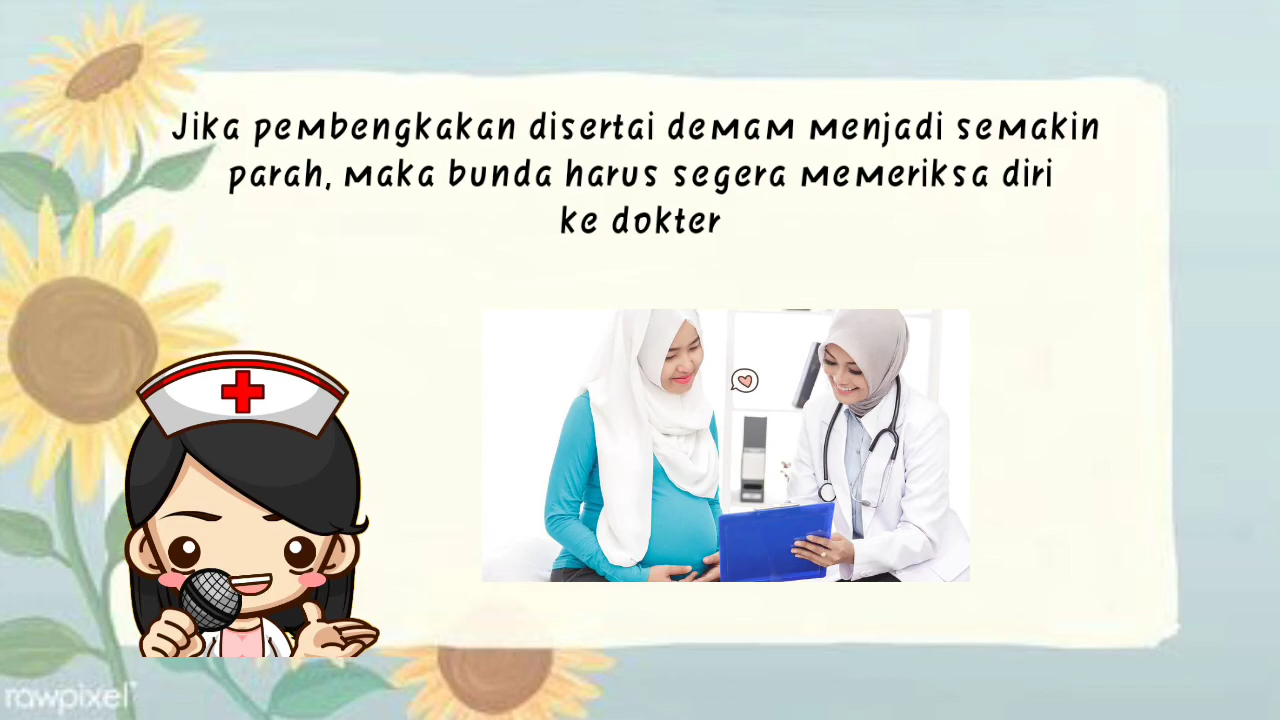 Jika pembengkakan disertai demam menjadi semakin
parah, maka bunda harus segera memeriksa diri
ke dokter
rawpixel